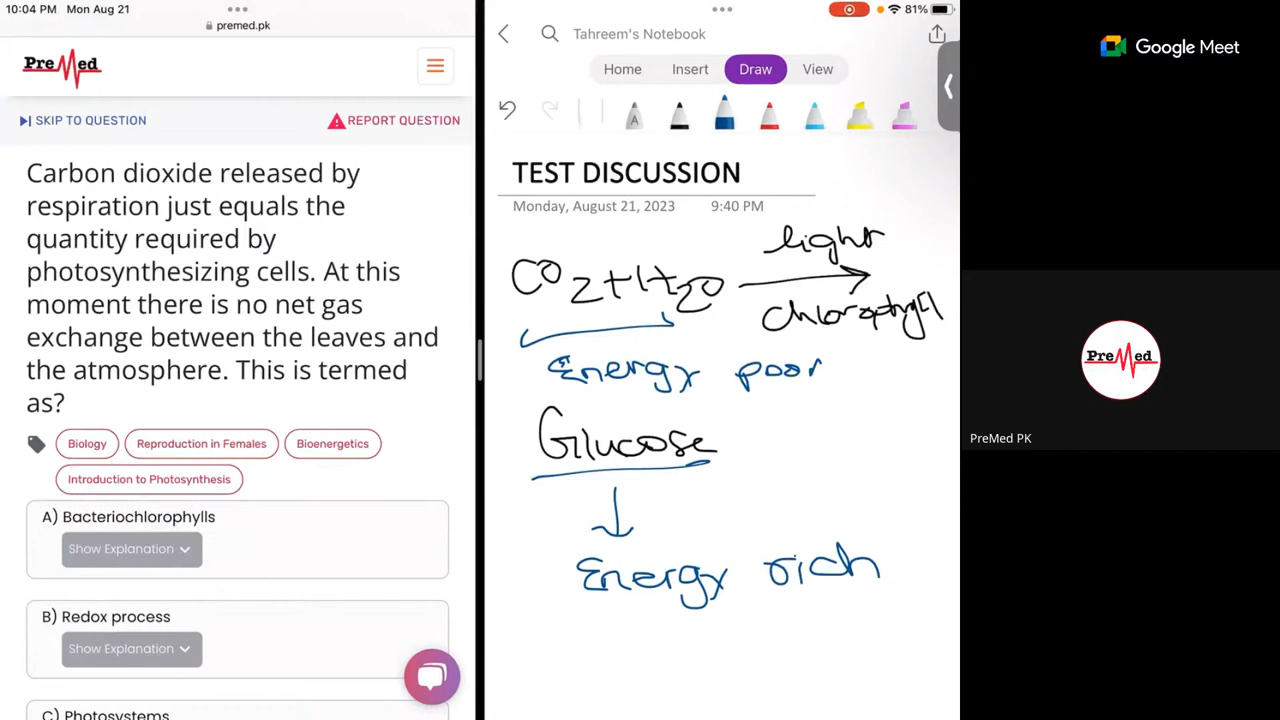 10:04 PM Mon Aug 21
premed.pk
PreMed
SKIP TO QUESTION
REPORT QUESTION
Carbon dioxide released by
respiration just equals the
quantity required by
photosynthesizing cells. At this
moment there is no net gas
exchange between the leaves and
the atmosphere. This is termed
as?
Biology
Reproduction in Females
Bioenergetics
Introduction to Photosynthesis
A) Bacteriochlorophylls
Show Explanation
B) Redox process
Show Explanation
C) Photosystems
81%
Tahreem's Notebook
Home Insert Draw View
A
TEST DISCUSSION
Monday, August 21, 2023 9:40 PM
light
CO2+H2O
chlorophyll
Energy poor
Glucose
Energy rich
Google Meet
PreMed
PreMed PK